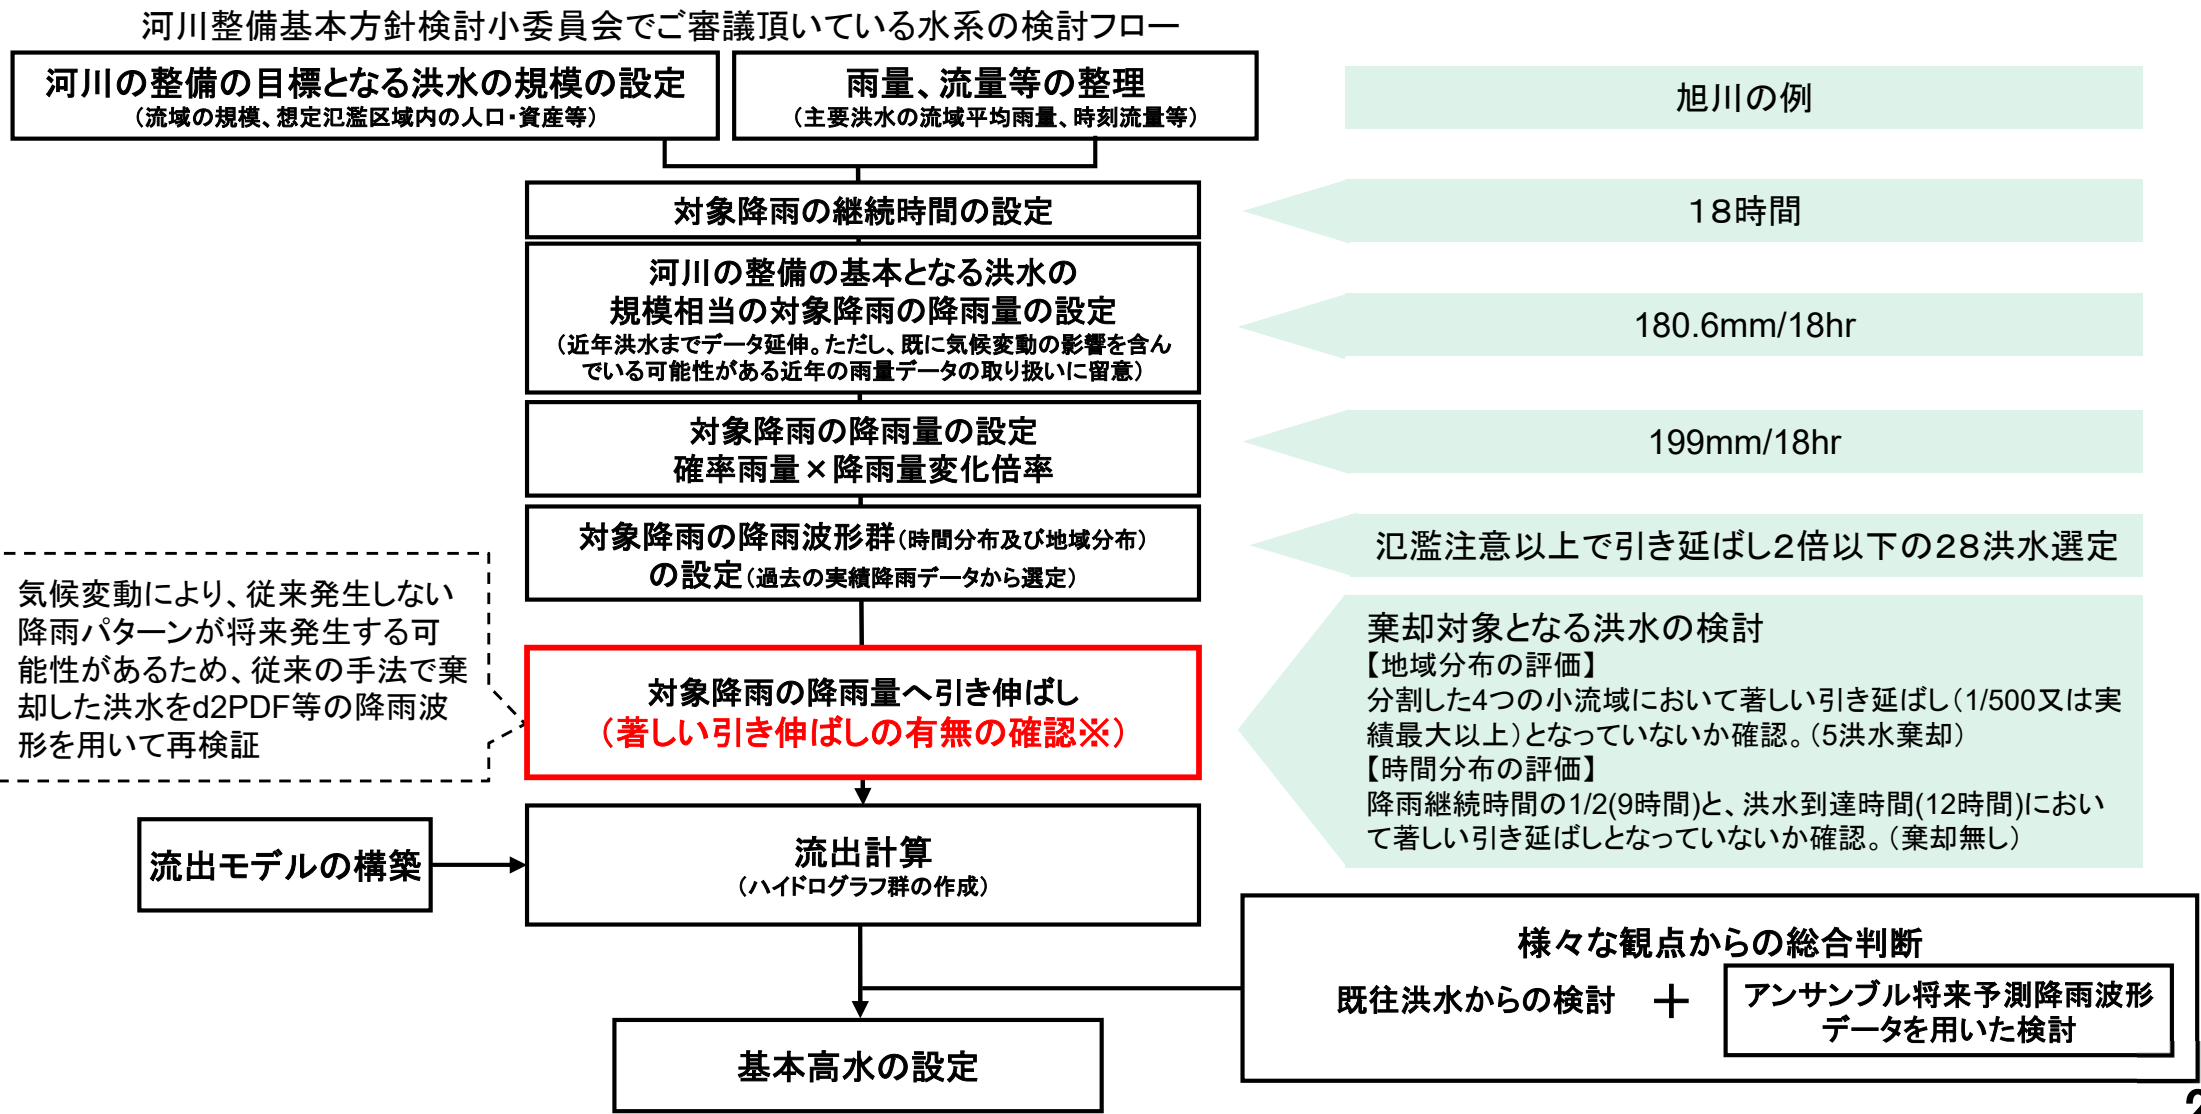 河川整備基本方針検討小委員会でご審議頂いている水系の検討フロー
河川の整備の目標となる洪水の規模の設定
（流域の規模、想定氾濫区域内の人口・資産等）
雨量、流量等の整理
（主要洪水の流域平均雨量、時刻流量等）
旭川の例
対象降雨の継続時間の設定
18時間
河川の整備の基本となる洪水の
規模相当の対象降雨の降雨量の設定
（近年洪水までデータ延伸。ただし、既に気候変動の影響を含ん
でいる可能性がある近年の雨量データの取り扱いに留意）
180.6mm/18hr
対象降雨の降雨量の設定
確率雨量×降雨量変化倍率
199mm/18hr
対象降雨の降雨波形群（時間分布及び地域分布）
の設定（過去の実績降雨データから選定）
氾濫注意以上で引き延ばし2倍以下の28洪水選定
気候変動により、従来発生しない
降雨パターンが将来発生する可
能性があるため、従来の手法で棄
却した洪水をd2PDF等の降雨波
形を用いて再検証
対象降雨の降雨量へ引き伸ばし
（著しい引き伸ばしの有無の確認※）
棄却対象となる洪水の検討
【地域分布の評価】
分割した4つの小流域において著しい引き延ばし（1/500又は実
績最大以上）となっていないか確認。（5洪水棄却）
【時間分布の評価】
降雨継続時間の1/2(9時間)と、洪水到達時間(12時間)におい
て著しい引き延ばしとなっていないか確認。（棄却無し）
流出モデルの構築
流出計算
（ハイドログラフ群の作成）
様々な観点からの総合判断
既往洪水からの検討 ＋ アンサンブル将来予測降雨波形
データを用いた検討
基本高水の設定